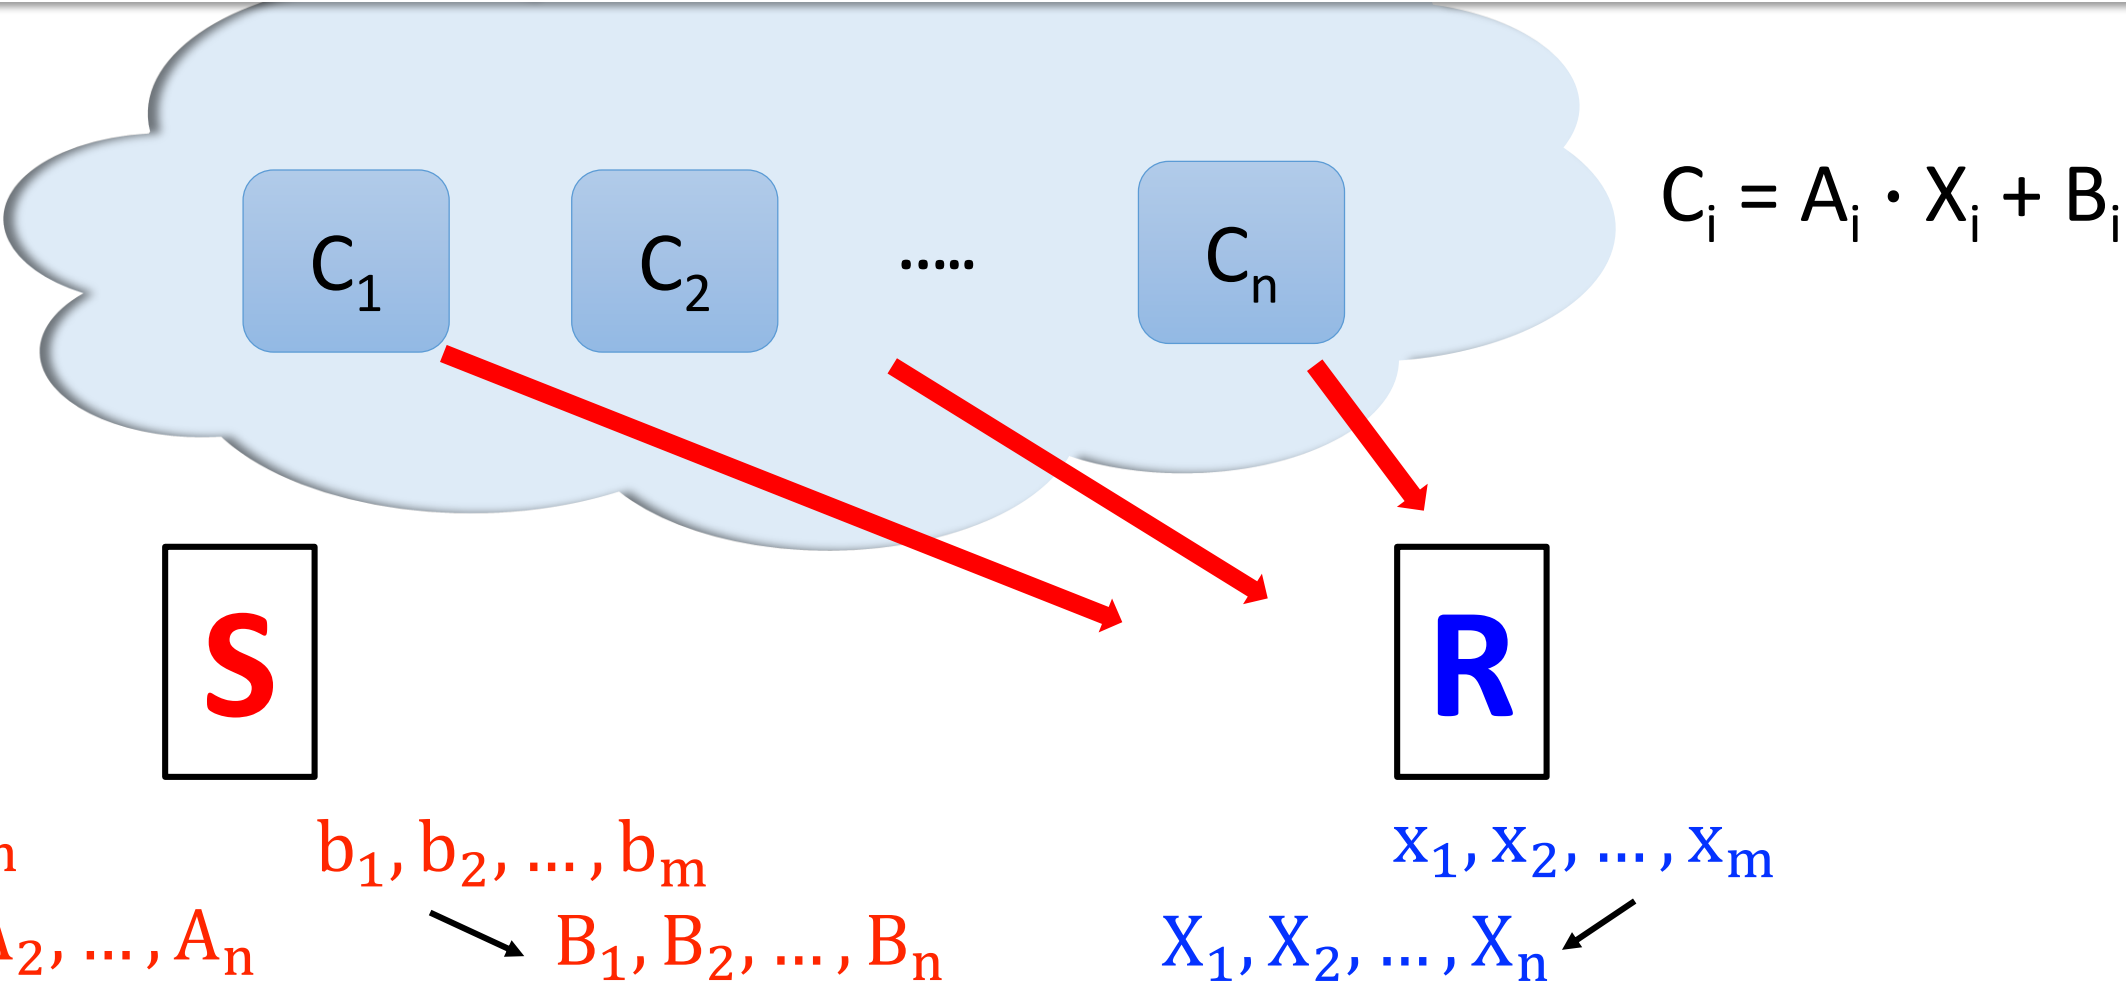 C₁ C₂ ..... Cₙ
Cᵢ = Aᵢ · Xᵢ + Bᵢ
S R
b₁, b₂, … , bₘ x₁, x₂, … , xₘ
A₂, … , Aₙ B₁, B₂, … , Bₙ X₁, X₂, … , Xₙ